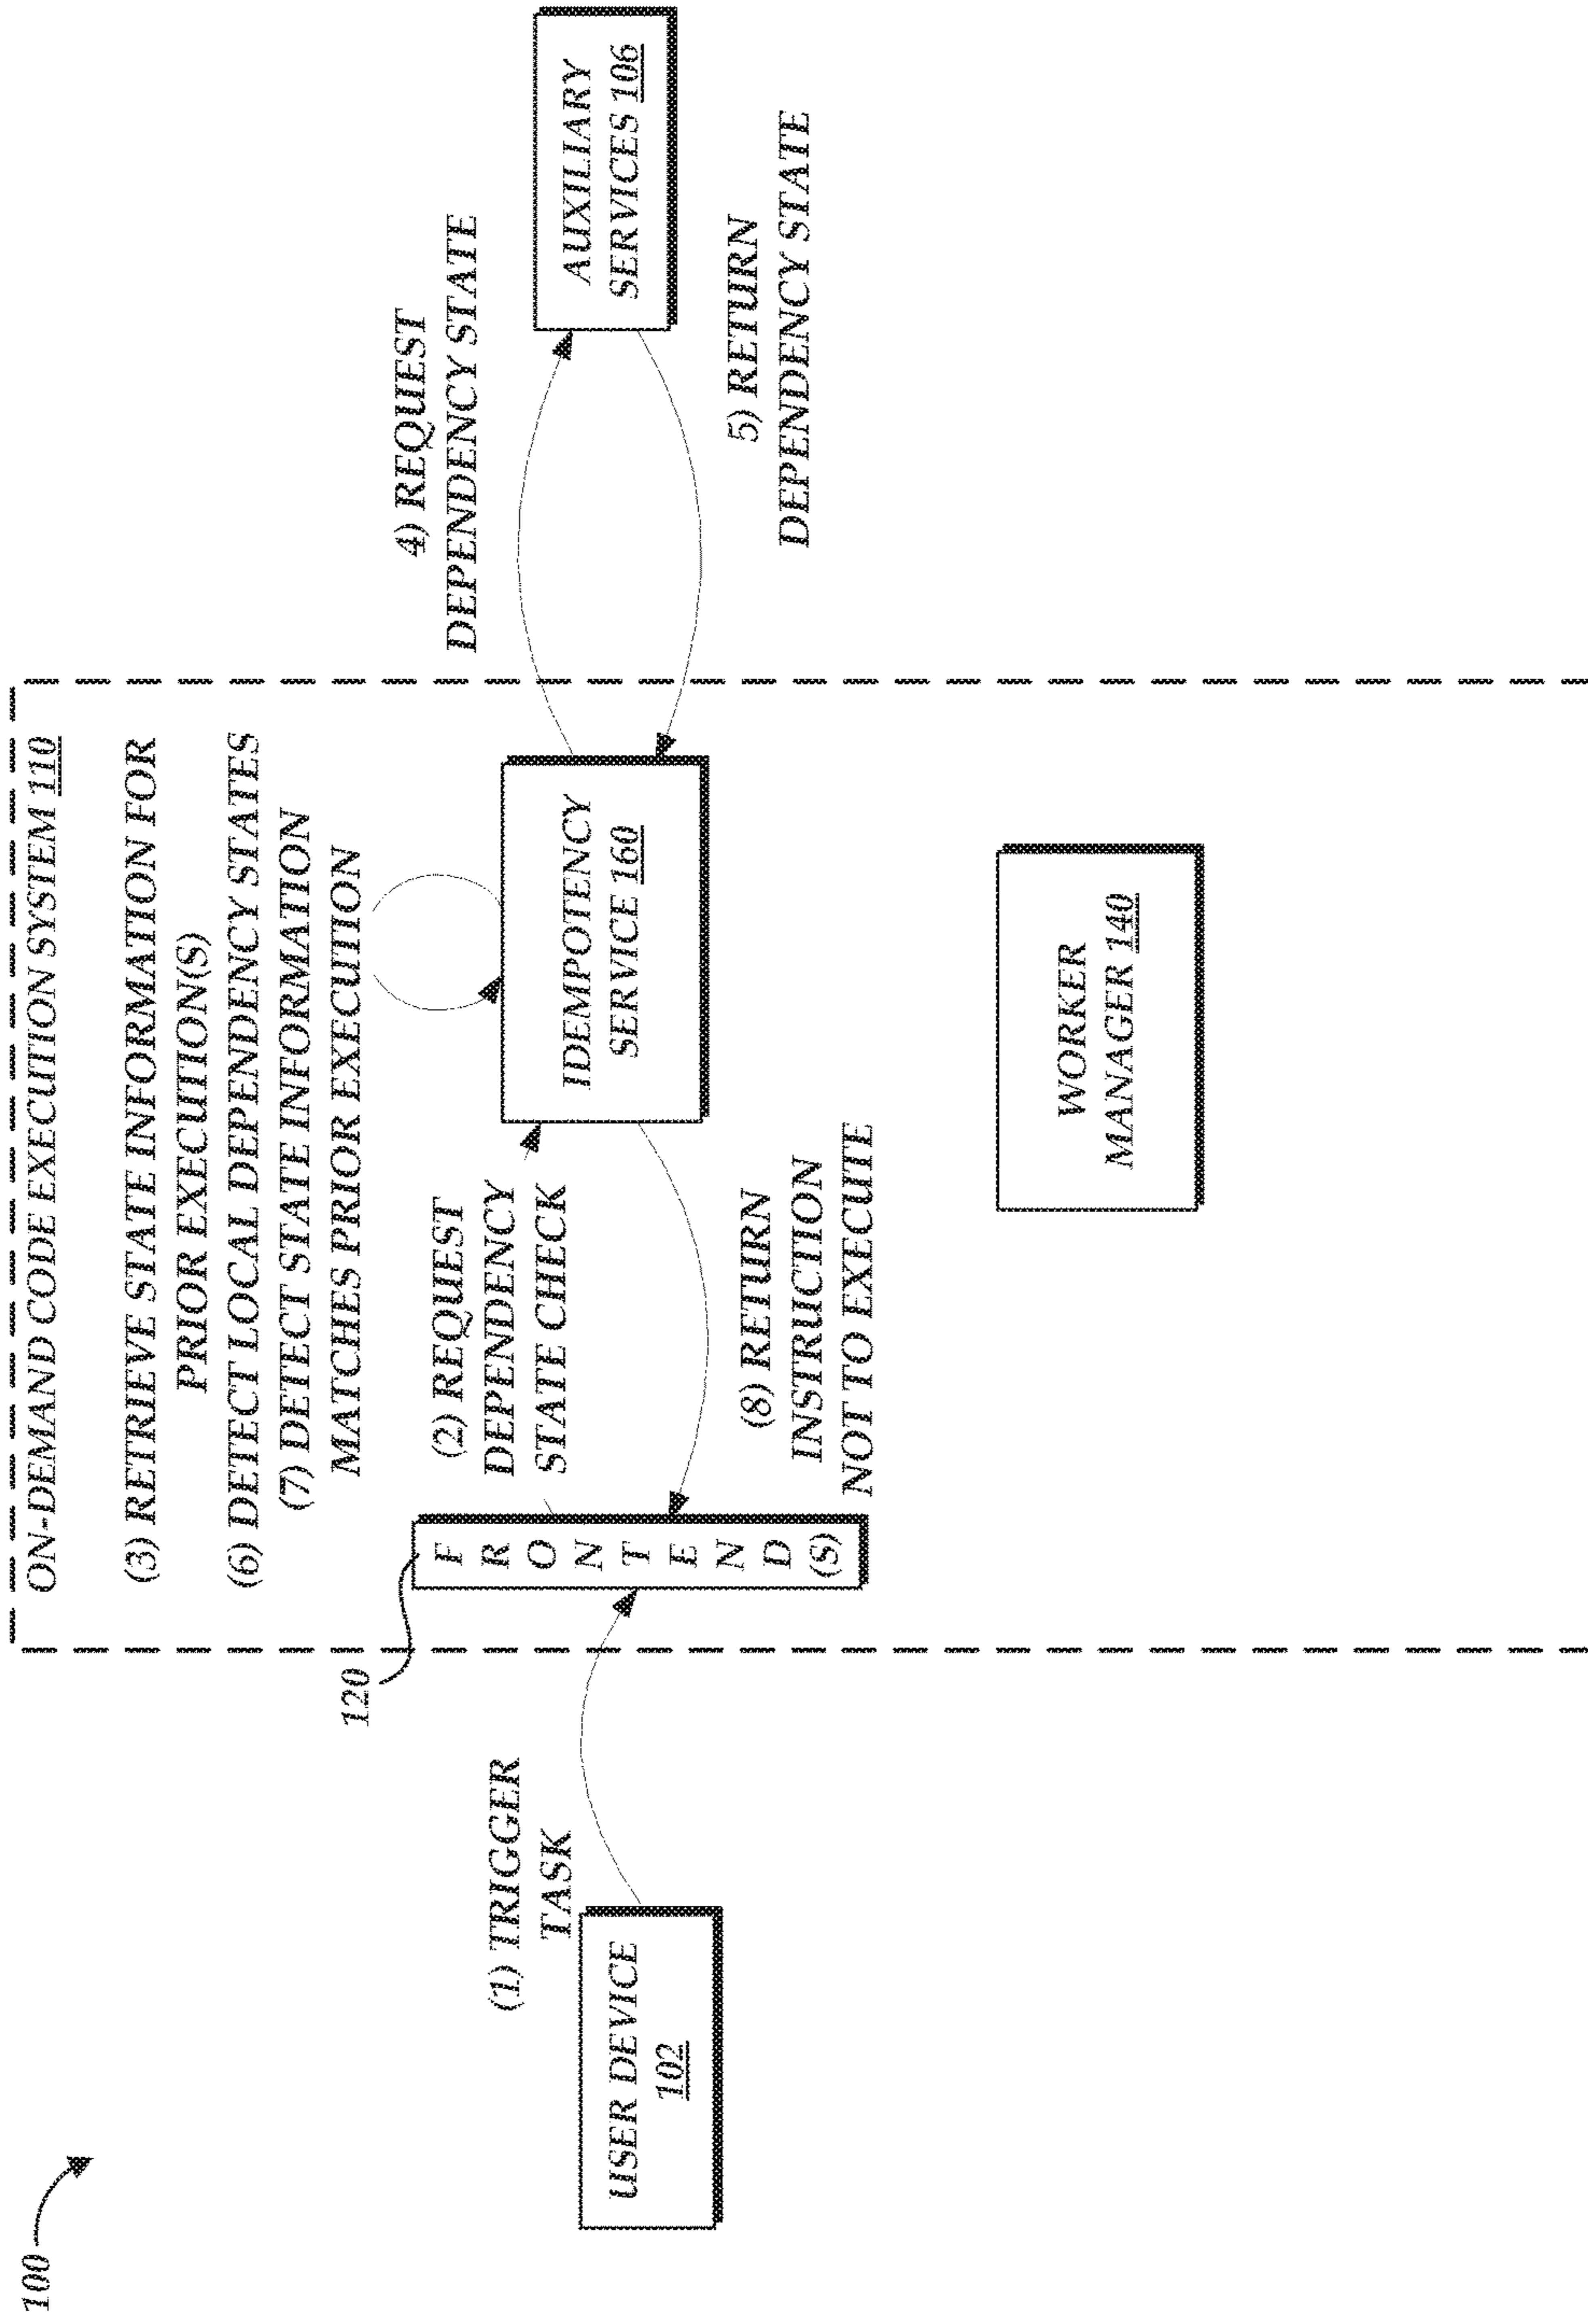 100
ON-DEMAND CODE EXECUTION SYSTEM 110
(3) RETRIEVE STATE INFORMATION FOR
PRIOR EXECUTION(S)
(6) DETECT LOCAL DEPENDENCY STATES
(7) DETECT STATE INFORMATION
MATCHES PRIOR EXECUTION
120
(1) TRIGGER
TASK
USER DEVICE
102
F
R
O
N
T
E
N
D
(S)
(2) REQUEST
DEPENDENCY
STATE CHECK
IDEMPOTENCY
SERVICE 160
(8) RETURN
INSTRUCTION
NOT TO EXECUTE
4) REQUEST
DEPENDENCY STATE
AUXILIARY
SERVICES 106
5) RETURN
DEPENDENCY STATE
WORKER
MANAGER 140